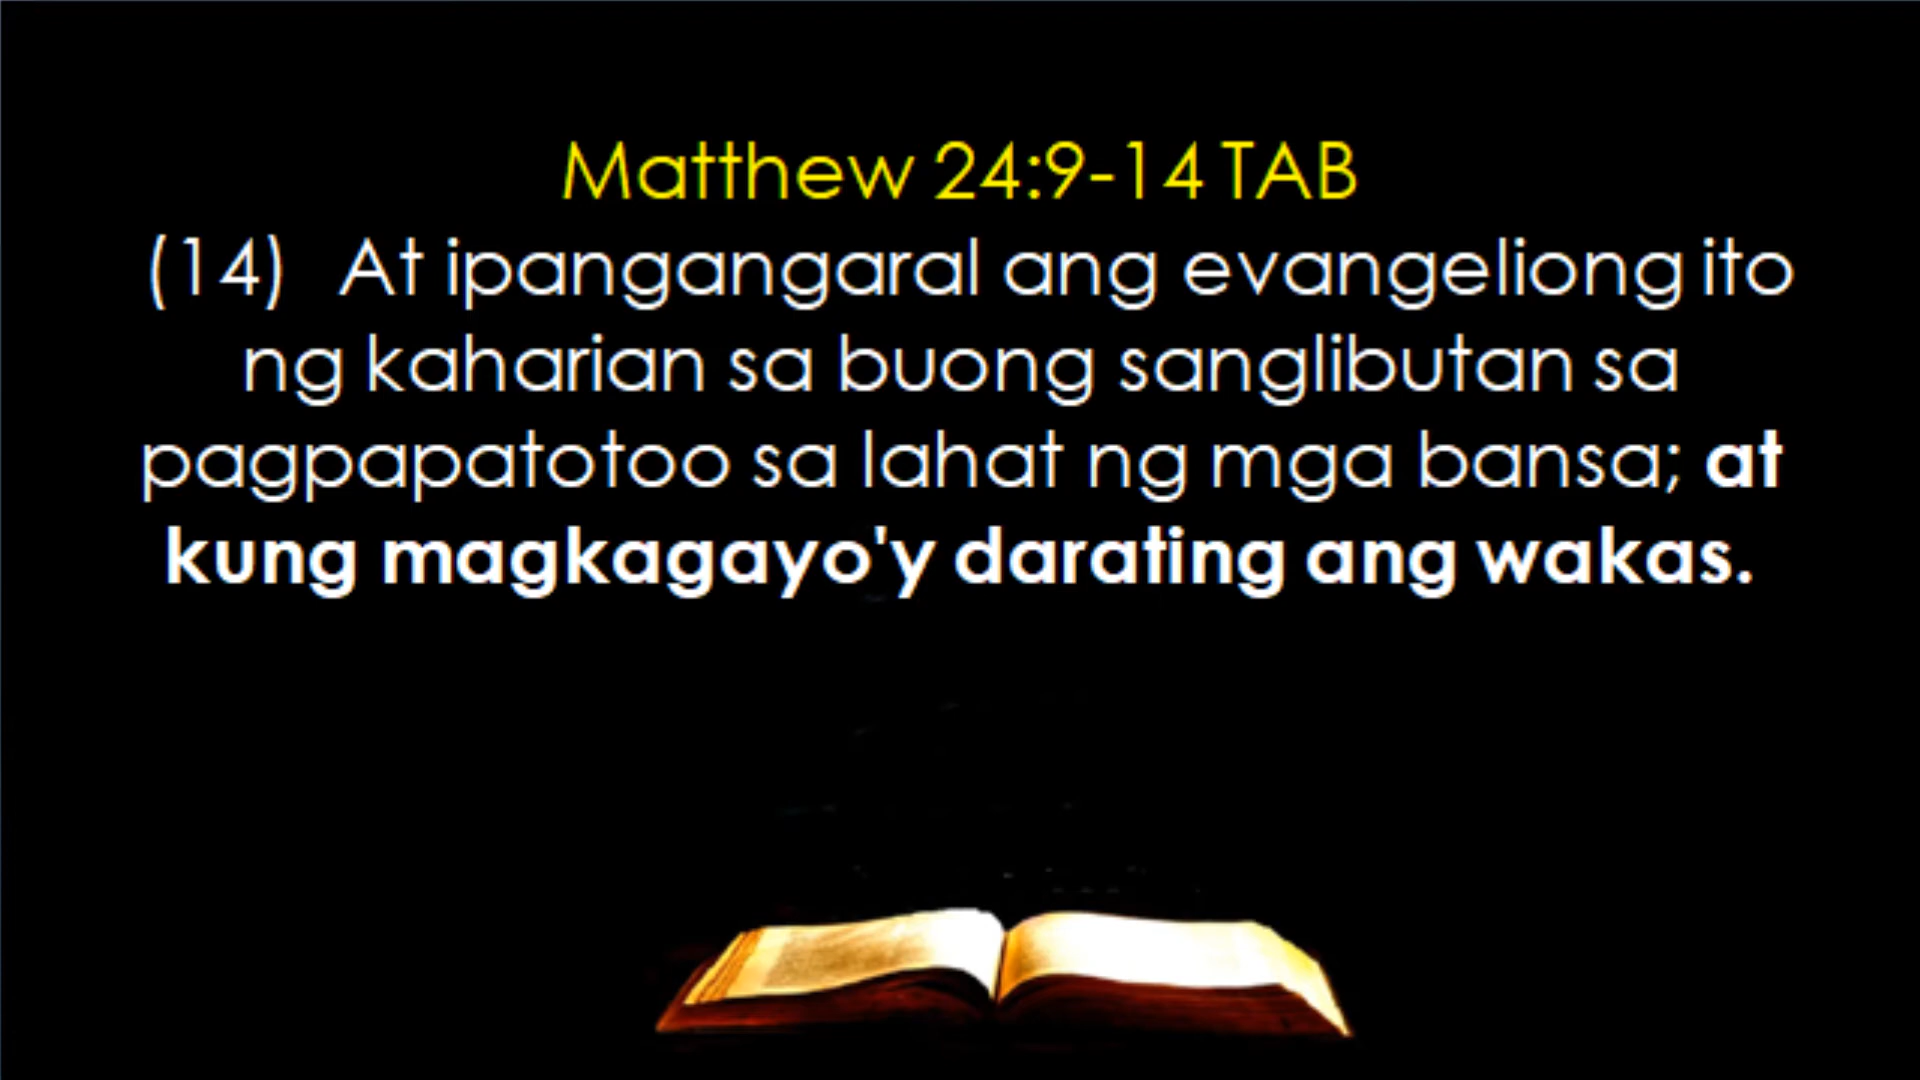 Matthew 24:9-14 TAB
(14) At ipangangaral ang evangeliong ito
ng kaharian sa buong sanglibutan sa
pagpapatotoo sa lahat ng mga bansa; at
kung magkagayo'y darating ang wakas.